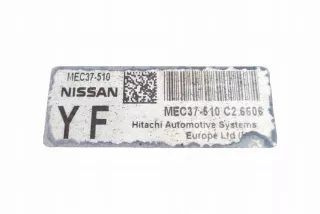 MEC37-510
NISSAN
YF
MEC37-510 C2 6606
Hitachi Automotive Systems
Europe Ltd